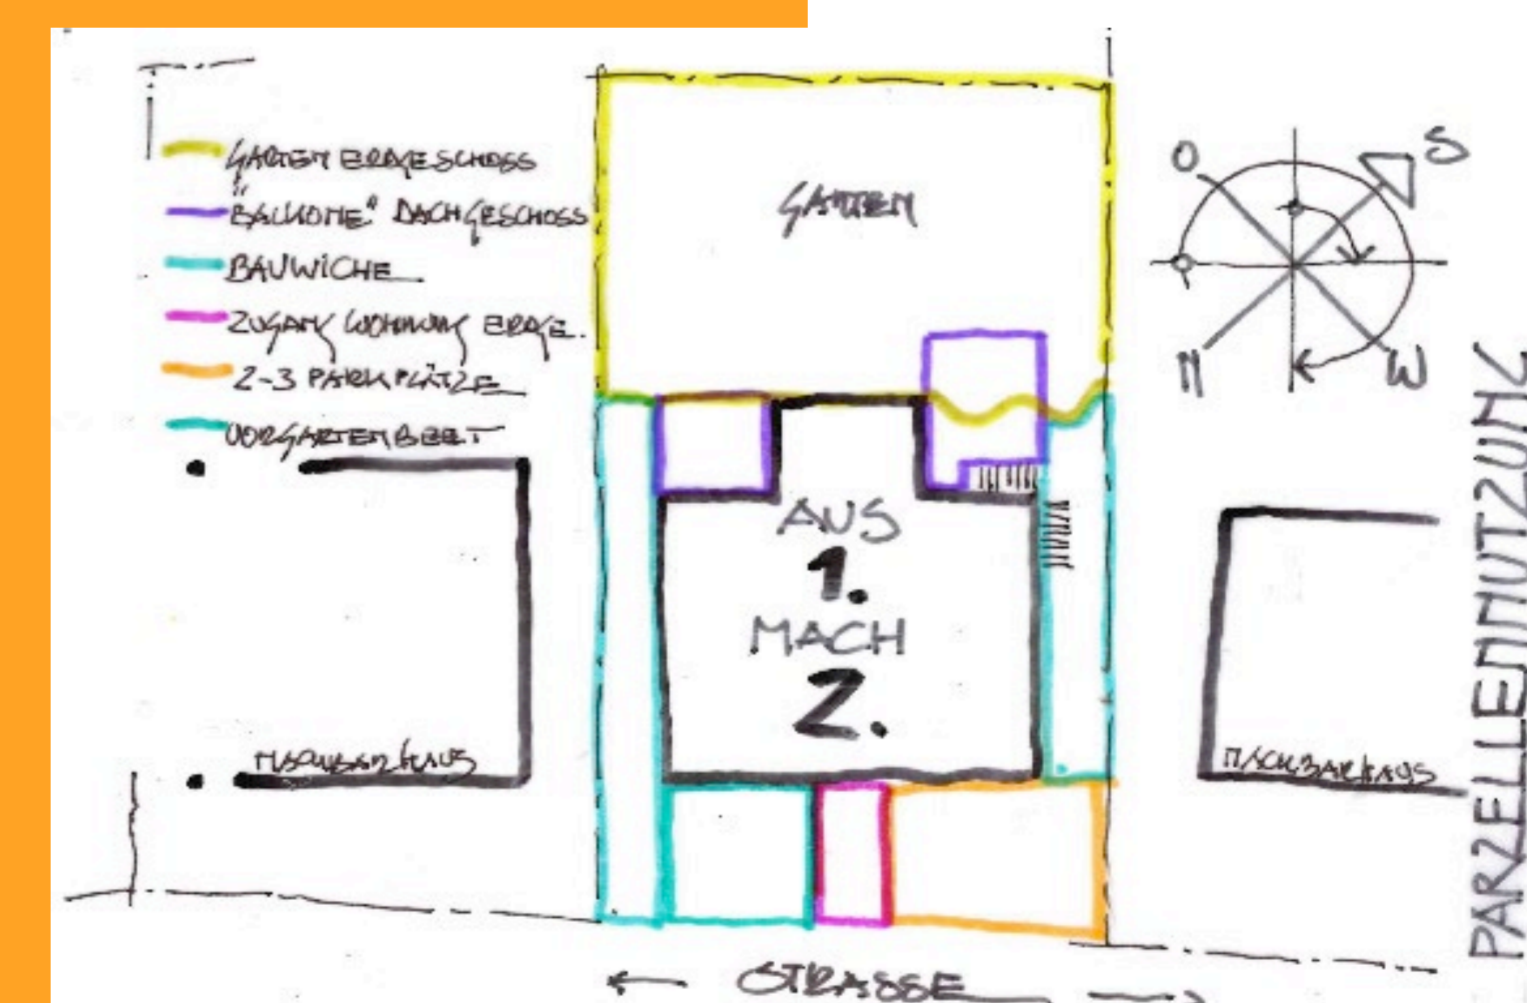 GARTEN ERDGESCHOSS
"BALKONE" DACHGESCHOSS
BAUWICHE
ZUGANG WOHNUNG ERDGE.
2-3 PARKPLÄTZE
VORGARTENBEET
GARTEN
O
S
N
W
AUS
1.
MACH
2.
NACHBARHAUS
NACHBARHAUS
← STRASSE →
PARZELLENNUTZUNG